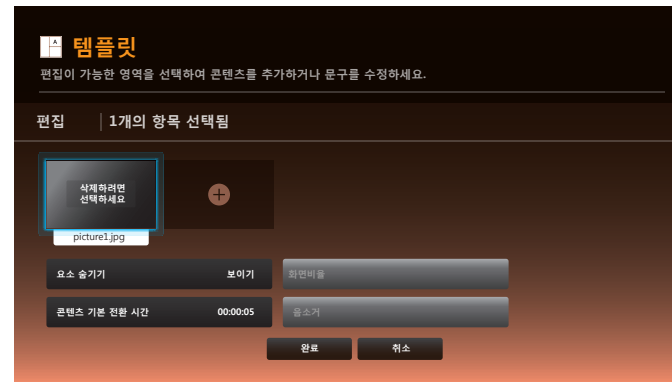 템플릿
편집이 가능한 영역을 선택하여 콘텐츠를 추가하거나 문구를 수정하세요.
편집 | 1개의 항목 선택됨
삭제하려면
선택하세요
picture1.jpg
요소 숨기기 보이기 화면비율
콘텐츠 기본 전환 시간 00:00:05 음소거
완료 취소